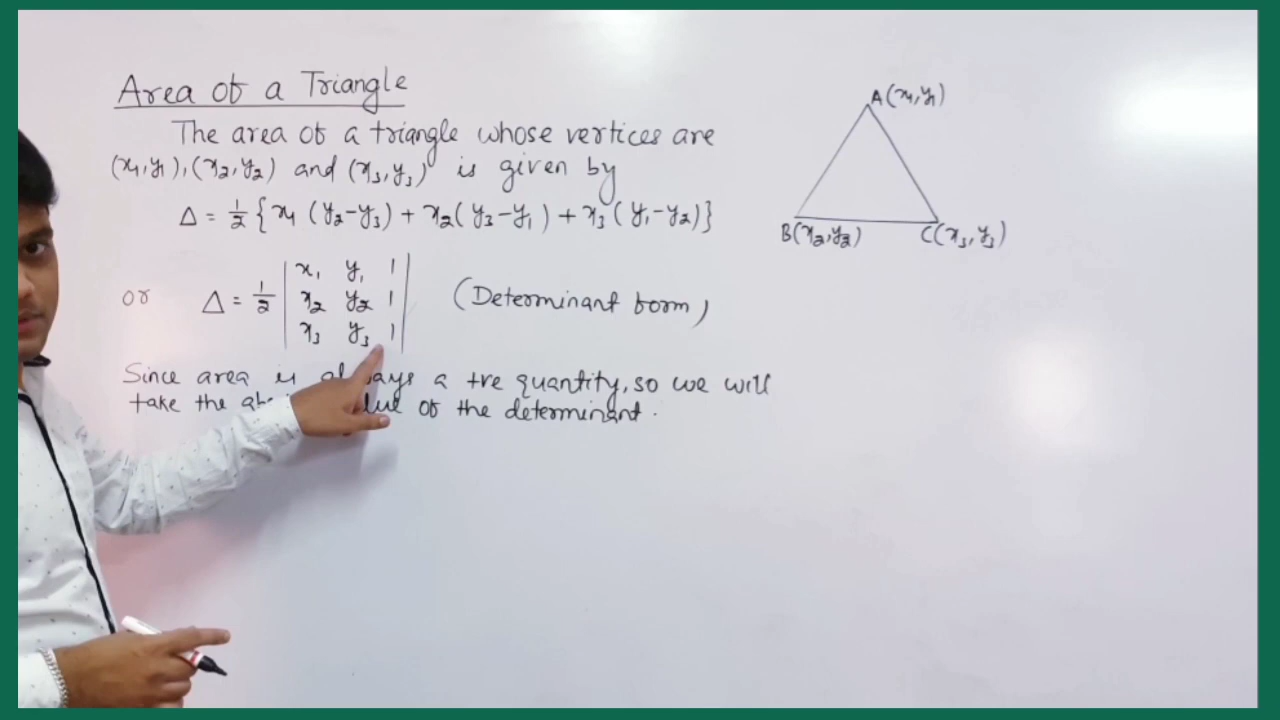 Area of a Triangle
The area of a triangle whose vertices are
(x₁,y₁),(x₂,y₂) and (x₃,y₃) is given by
Δ = 1/2 {x₁ (y₂-y₃) + x₂(y₃-y₁) + x₃(y₁-y₂)}
or Δ = 1/2 | x₁ y₁ 1 | (Determinant form)
| x₂ y₂ 1 |
| x₃ y₃ 1 |
Since area is always a +ve quantity, so we will
take the of the determinant.
A(x₁,y₁)
B(x₂,y₂) C(x₃,y₃)